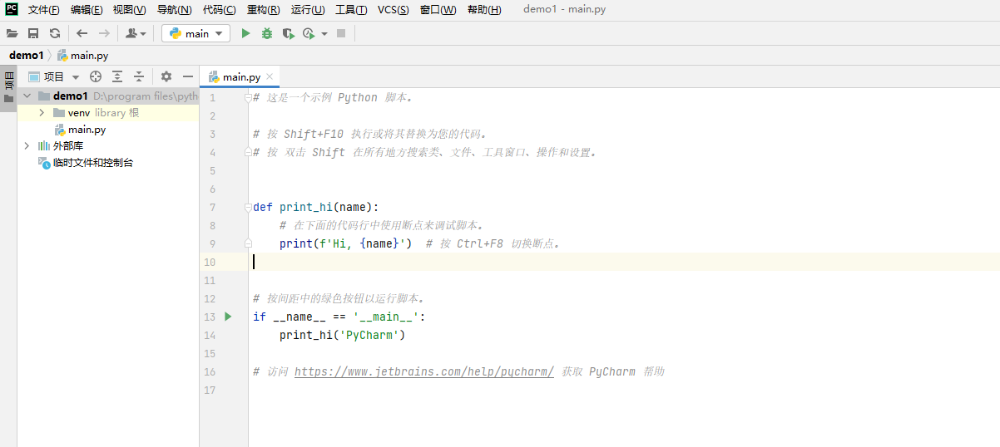 PC 文件(F) 编辑(E) 视图(V) 导航(N) 代码(C) 重构(R) 运行(U) 工具(T) VCS(S) 窗口(W) 帮助(H) demo1 - main.py
main
demo1 main.py
项目
项目
main.py
demo1 D:\program files\pyth
venv library 根
main.py
外部库
临时文件和控制台
1 # 这是一个示例 Python 脚本。
2
3 # 按 Shift+F10 执行或将其替换为您的代码。
4 # 按 双击 Shift 在所有地方搜索类、文件、工具窗口、操作和设置。
5
6
7 def print_hi(name):
8     # 在下面的代码行中使用断点来调试脚本。
9     print(f'Hi, {name}')  # 按 Ctrl+F8 切换断点。
10
11
12 # 按间距中的绿色按钮以运行脚本。
13 if __name__ == '__main__':
14     print_hi('PyCharm')
15
16 # 访问 https://www.jetbrains.com/help/pycharm/ 获取 PyCharm 帮助
17